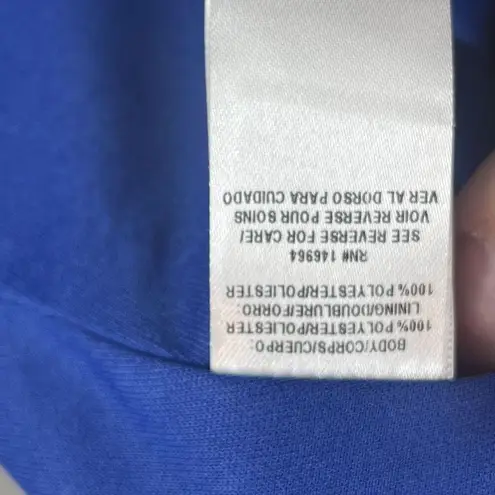 BODY/CORPS/CUERPO:
100% POLYESTER/POLIESTER
LINING/DOUBLURE/FORRO:
100% POLYESTER/POLIESTER
RN# 146964
SEE REVERSE FOR CARE/
VOIR REVERSE POUR SOINS
VER AL DORSO PARA CUIDADO